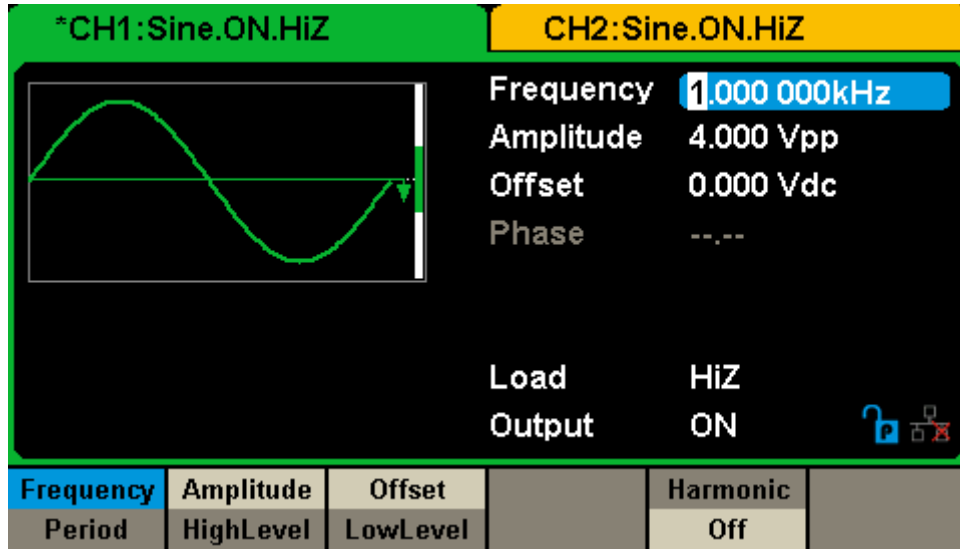 *CH1:Sine.ON.HiZ CH2:Sine.ON.HiZ
Frequency 1.000 000kHz
Amplitude 4.000 Vpp
Offset 0.000 Vdc
Phase --.--
Load HiZ
Output ON P
Frequency Amplitude Offset Harmonic
Period HighLevel LowLevel Off